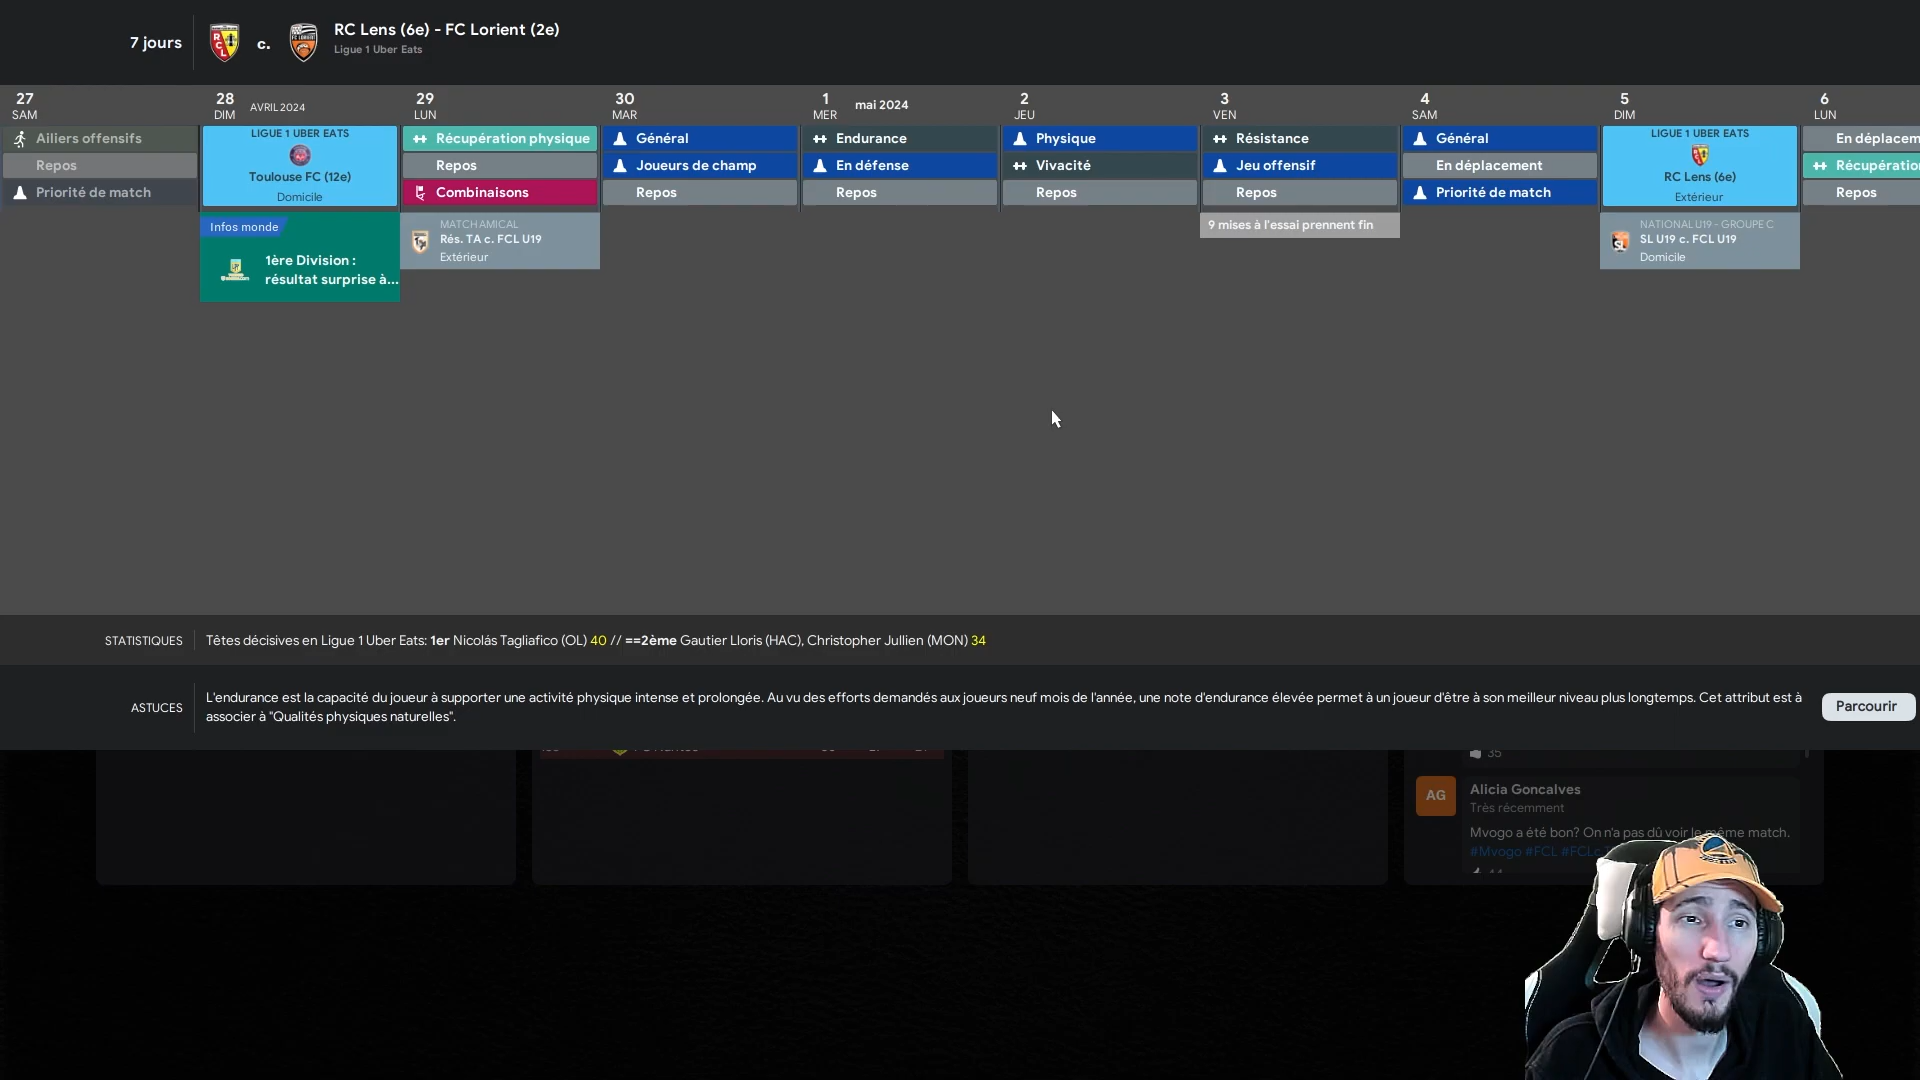 7 jours
c.
RC Lens (6e) - FC Lorient (2e)
Ligue 1 Uber Eats
27
SAM
28
DIM
AVRIL 2024
29
LUN
30
MAR
1
MER
mai 2024
2
JEU
3
VEN
4
SAM
5
DIM
6
LUN
Ailiers offensifs
Repos
Priorité de match
LIGUE 1 UBER EATS
Toulouse FC (12e)
Domicile
Infos monde
1ère Division :
résultat surprise à...
Récupération physique
Repos
Combinaisons
MATCH AMICAL
Rés. TA c. FCL U19
Extérieur
Général
Joueurs de champ
Repos
Endurance
En défense
Repos
Physique
Vivacité
Repos
Résistance
Jeu offensif
Repos
9 mises à l'essai prennent fin
Général
En déplacement
Priorité de match
LIGUE 1 UBER EATS
RC Lens (6e)
Extérieur
NATIONAL U19 - GROUPE C
SL U19 c. FCL U19
Domicile
En déplacem
Récupératio
Repos
STATISTIQUES
Têtes décisives en Ligue 1 Uber Eats: 1er Nicolás Tagliafico (OL) 40 // ==2ème Gautier Lloris (HAC), Christopher Jullien (MON) 34
ASTUCES
L'endurance est la capacité du joueur à supporter une activité physique intense et prolongée. Au vu des efforts demandés aux joueurs neuf mois de l'année, une note d'endurance élevée permet à un joueur d'être à son meilleur niveau plus longtemps. Cet attribut est à
associer à "Qualités physiques naturelles".
Parcourir
35
AG
Alicia Goncalves
Très récemment
Mvogo a été bon? On n'a pas dû voir le même match.
#Mvogo #FCL #FCLc